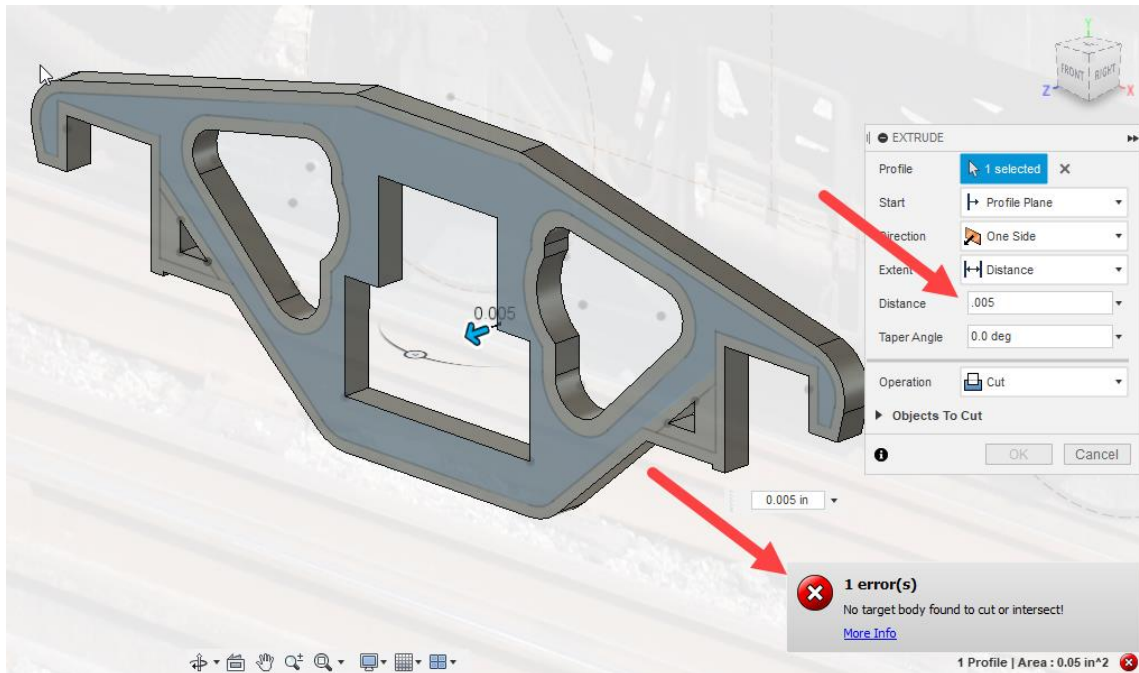 Y
FRONT
RIGHT
Z
X
EXTRUDE
Profile
1 selected
Start
Profile Plane
Direction
One Side
Extent
Distance
Distance
.005
Taper Angle
0.0 deg
Operation
Cut
Objects To Cut
OK
Cancel
0.005
0.005 in
1 error(s)
No target body found to cut or intersect!
More Info
1 Profile | Area : 0.05 in^2